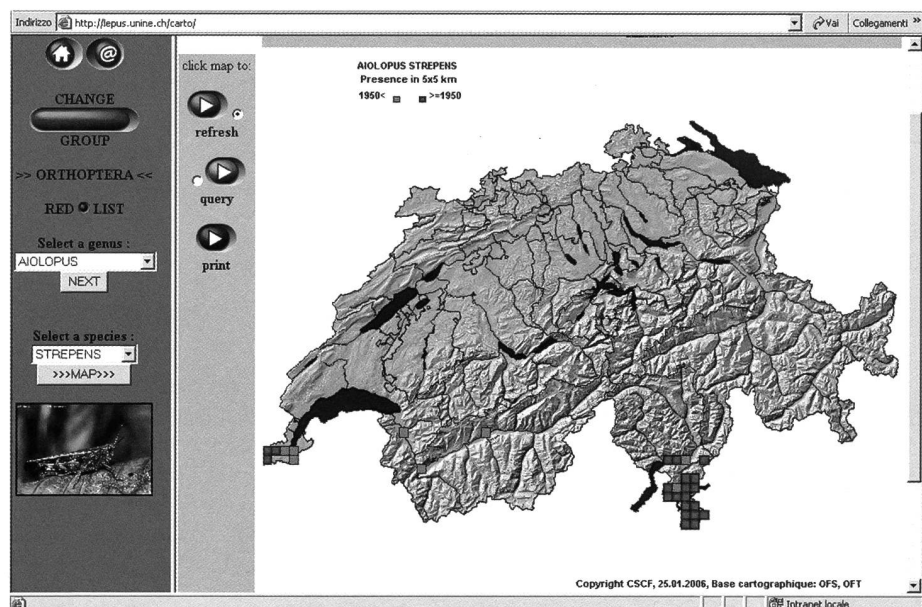 Indirizzo http://lepus.unine.ch/carto/ Vai Collegamenti »
CHANGE
GROUP
>> ORTHOPTERA <<
RED LIST
Select a genus :
AIOLOPUS
NEXT
Select a species :
STREPENS
>>>MAP>>>
click map to:
refresh
query
print
AIOLOPUS STREPENS
Presence in 5x5 km
1950< >=1950
Copyright CSCF, 25.01.2006, Base cartographique: OFS, OFT
Intranet locale